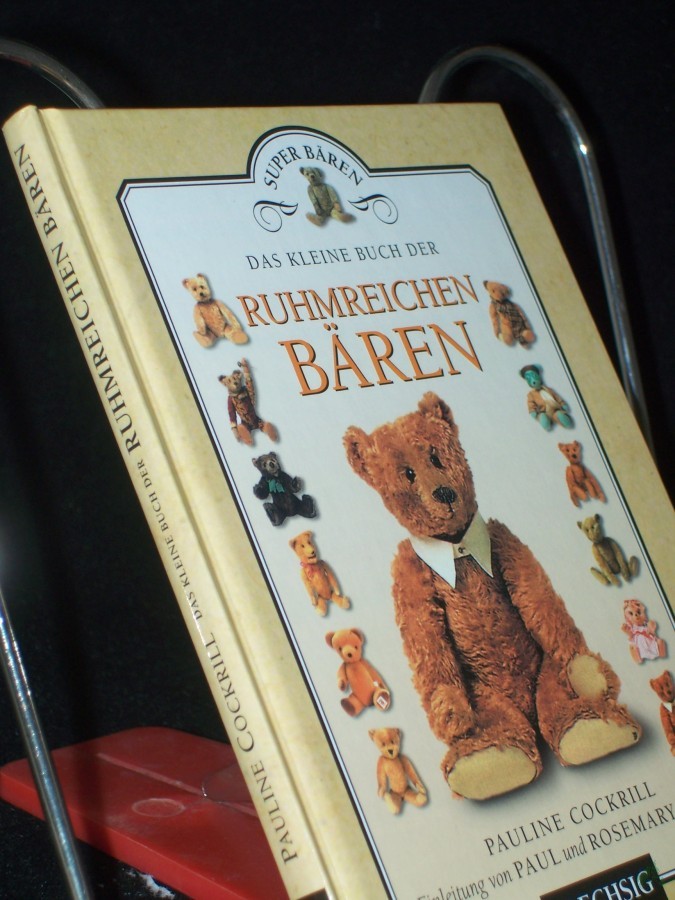 SUPER BÄREN
DAS KLEINE BUCH DER
RUHMREICHEN
BÄREN
PAULINE COCKRILL
Einleitung von PAUL und ROSEMARY
PAULINE COCKRILL DAS KLEINE BUCH DER RUHMREICHEN BÄREN